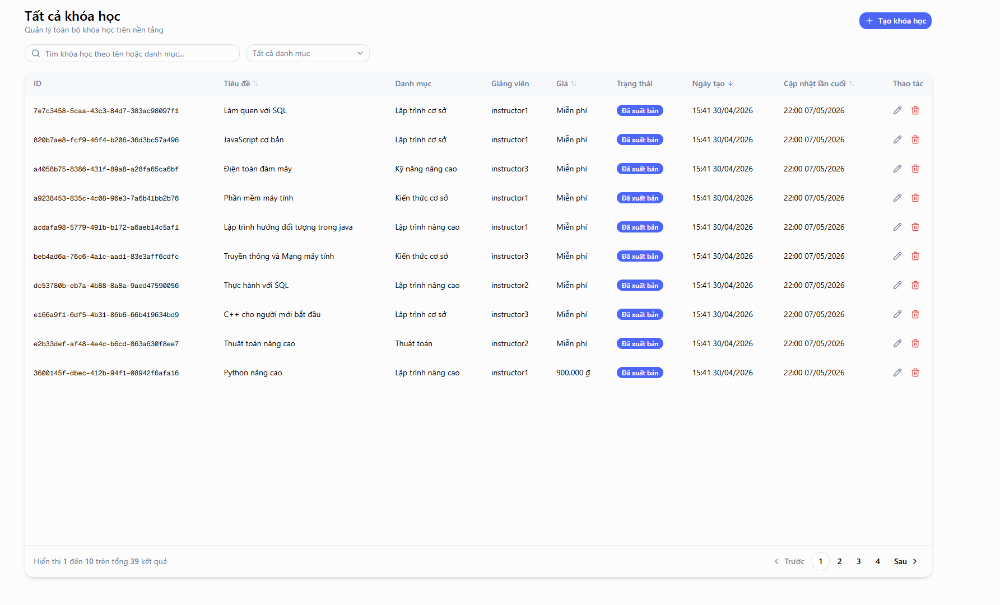 Tất cả khóa học
Quản lý toàn bộ khóa học trên nền tảng
Tạo khóa học
Tìm khóa học theo tên hoặc danh mục...
Tất cả danh mục
ID Tiêu đề Danh mục Giảng viên Giá Trạng thái Ngày tạo Cập nhật lần cuối Thao tác
7e7c3458-5caa-43c3-84d7-383ac98097f1 Làm quen với SQL Lập trình cơ sở instructor1 Miễn phí Đã xuất bản 15:41 30/04/2026 22:00 07/05/2026
820b7ae8-fcf9-46f4-b206-36d3bc57a496 JavaScript cơ bản Lập trình cơ sở instructor1 Miễn phí Đã xuất bản 15:41 30/04/2026 22:00 07/05/2026
a4058b75-8386-431f-89a8-a28fa65ca6bf Điện toán đám mây Kỹ năng nâng cao instructor3 Miễn phí Đã xuất bản 15:41 30/04/2026 22:00 07/05/2026
a9238453-835c-4c08-96e3-7a6b41bb2b76 Phần mềm máy tính Kiến thức cơ sở instructor1 Miễn phí Đã xuất bản 15:41 30/04/2026 22:00 07/05/2026
acdafa98-5779-491b-b172-a6aeb14c5af1 Lập trình hướng đối tượng trong java Lập trình nâng cao instructor1 Miễn phí Đã xuất bản 15:41 30/04/2026 22:00 07/05/2026
beb4ad6a-76c6-4a1c-aad1-83e3aff6cdfc Truyền thông và Mạng máy tính Kiến thức cơ sở instructor3 Miễn phí Đã xuất bản 15:41 30/04/2026 22:00 07/05/2026
dc53780b-eb7a-4b88-8a8a-9aed47590056 Thực hành với SQL Lập trình nâng cao instructor2 Miễn phí Đã xuất bản 15:41 30/04/2026 22:00 07/05/2026
e166a9f1-6df5-4b31-86b6-66b419634bd9 C++ cho người mới bắt đầu Lập trình cơ sở instructor3 Miễn phí Đã xuất bản 15:41 30/04/2026 22:00 07/05/2026
e2b33def-af48-4e4c-b6cd-863a630f8ee7 Thuật toán nâng cao Thuật toán instructor2 Miễn phí Đã xuất bản 15:41 30/04/2026 22:00 07/05/2026
3600145f-dbec-412b-94f1-08942f6afa16 Python nâng cao Lập trình nâng cao instructor1 900.000 ₫ Đã xuất bản 15:41 30/04/2026 22:00 07/05/2026
Hiển thị 1 đến 10 trên tổng 39 kết quả
Trước 1 2 3 4 Sau